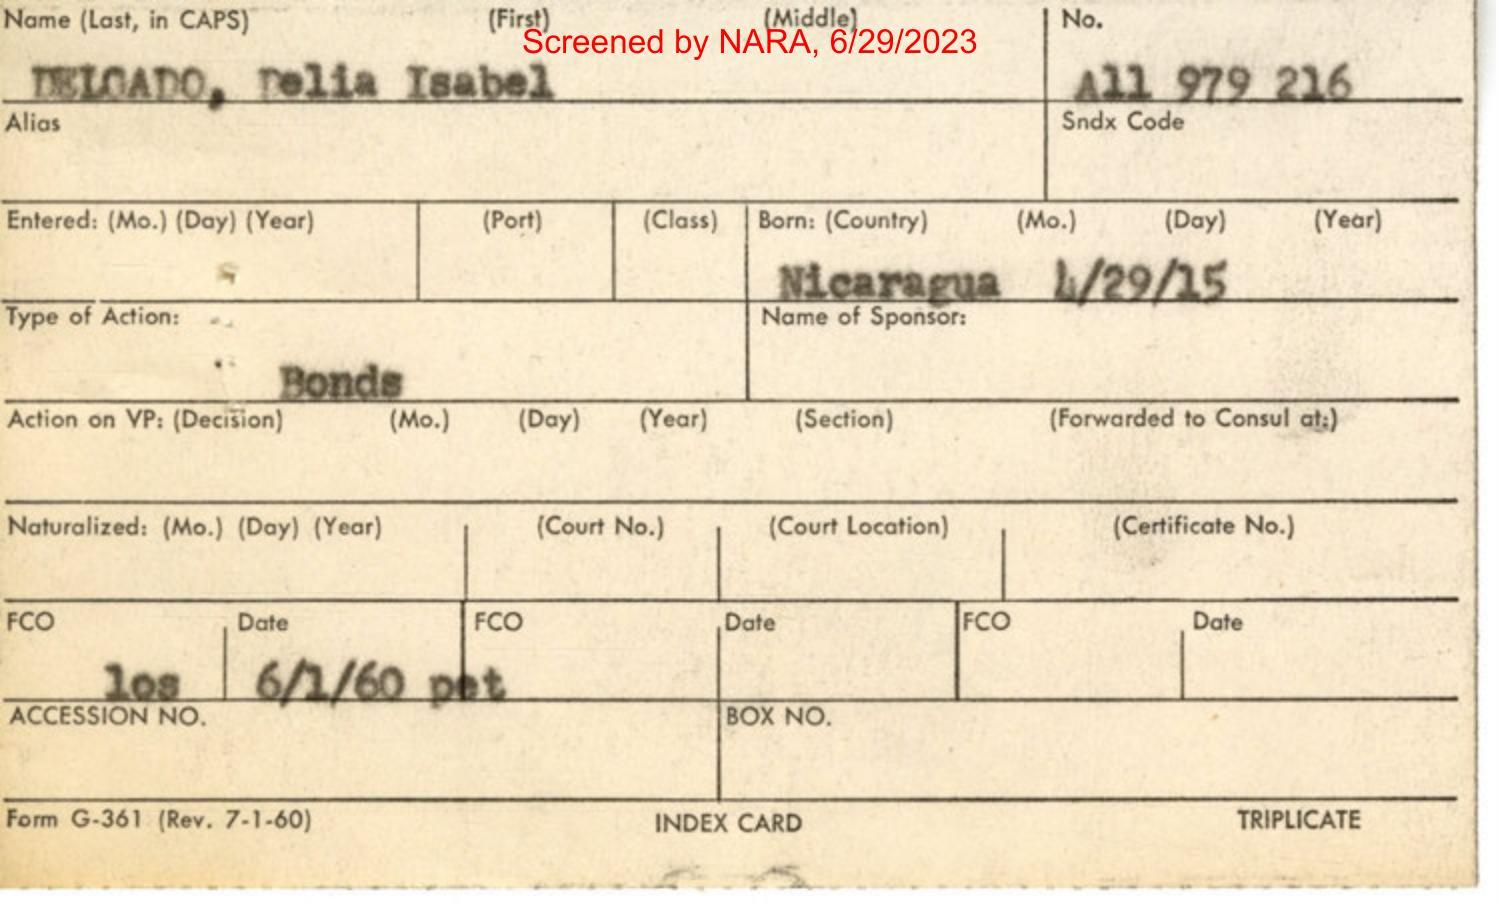 Name (Last, in CAPS) (First) (Middle) No.
Screened by NARA, 6/29/2023
DELGADO, Delia Isabel A11 979 216
Alias Sndx Code
Entered: (Mo.) (Day) (Year) (Port) (Class) Born: (Country) (Mo.) (Day) (Year)
Nicaragua 4/29/15
Type of Action: Name of Sponsor:
Bonds
Action on VP: (Decision) (Mo.) (Day) (Year) (Section) (Forwarded to Consul at:)
Naturalized: (Mo.) (Day) (Year) (Court No.) (Court Location) (Certificate No.)
FCO Date FCO Date FCO Date
los 6/1/60 pet
ACCESSION NO. BOX NO.
Form G-361 (Rev. 7-1-60) INDEX CARD TRIPLICATE